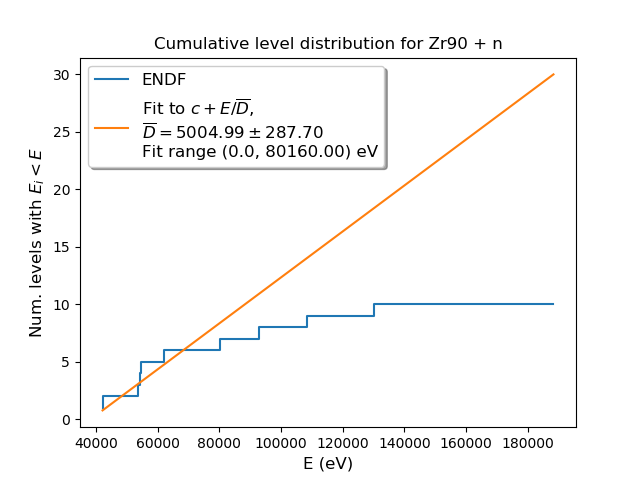 Cumulative level distribution for Zr90 + n
ENDF
Fit to c + E/D̅,
D̅ = 5004.99 ± 287.70
Fit range (0.0, 80160.00) eV
Num. levels with Eᵢ < E
30
25
20
15
10
5
0
40000 60000 80000 100000 120000 140000 160000 180000
E (eV)